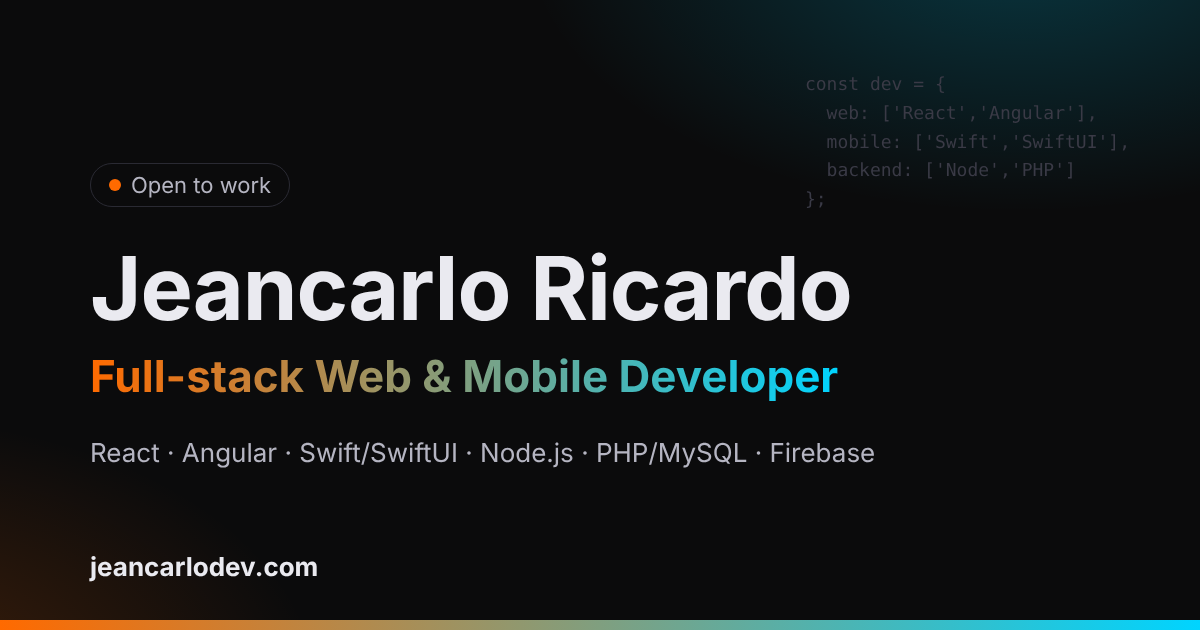 const dev = {
  web: ['React','Angular'],
  mobile: ['Swift','SwiftUI'],
  backend: ['Node','PHP']
};
Open to work
Jeancarlo Ricardo
Full-stack Web & Mobile Developer
React · Angular · Swift/SwiftUI · Node.js · PHP/MySQL · Firebase
jeancarlodev.com